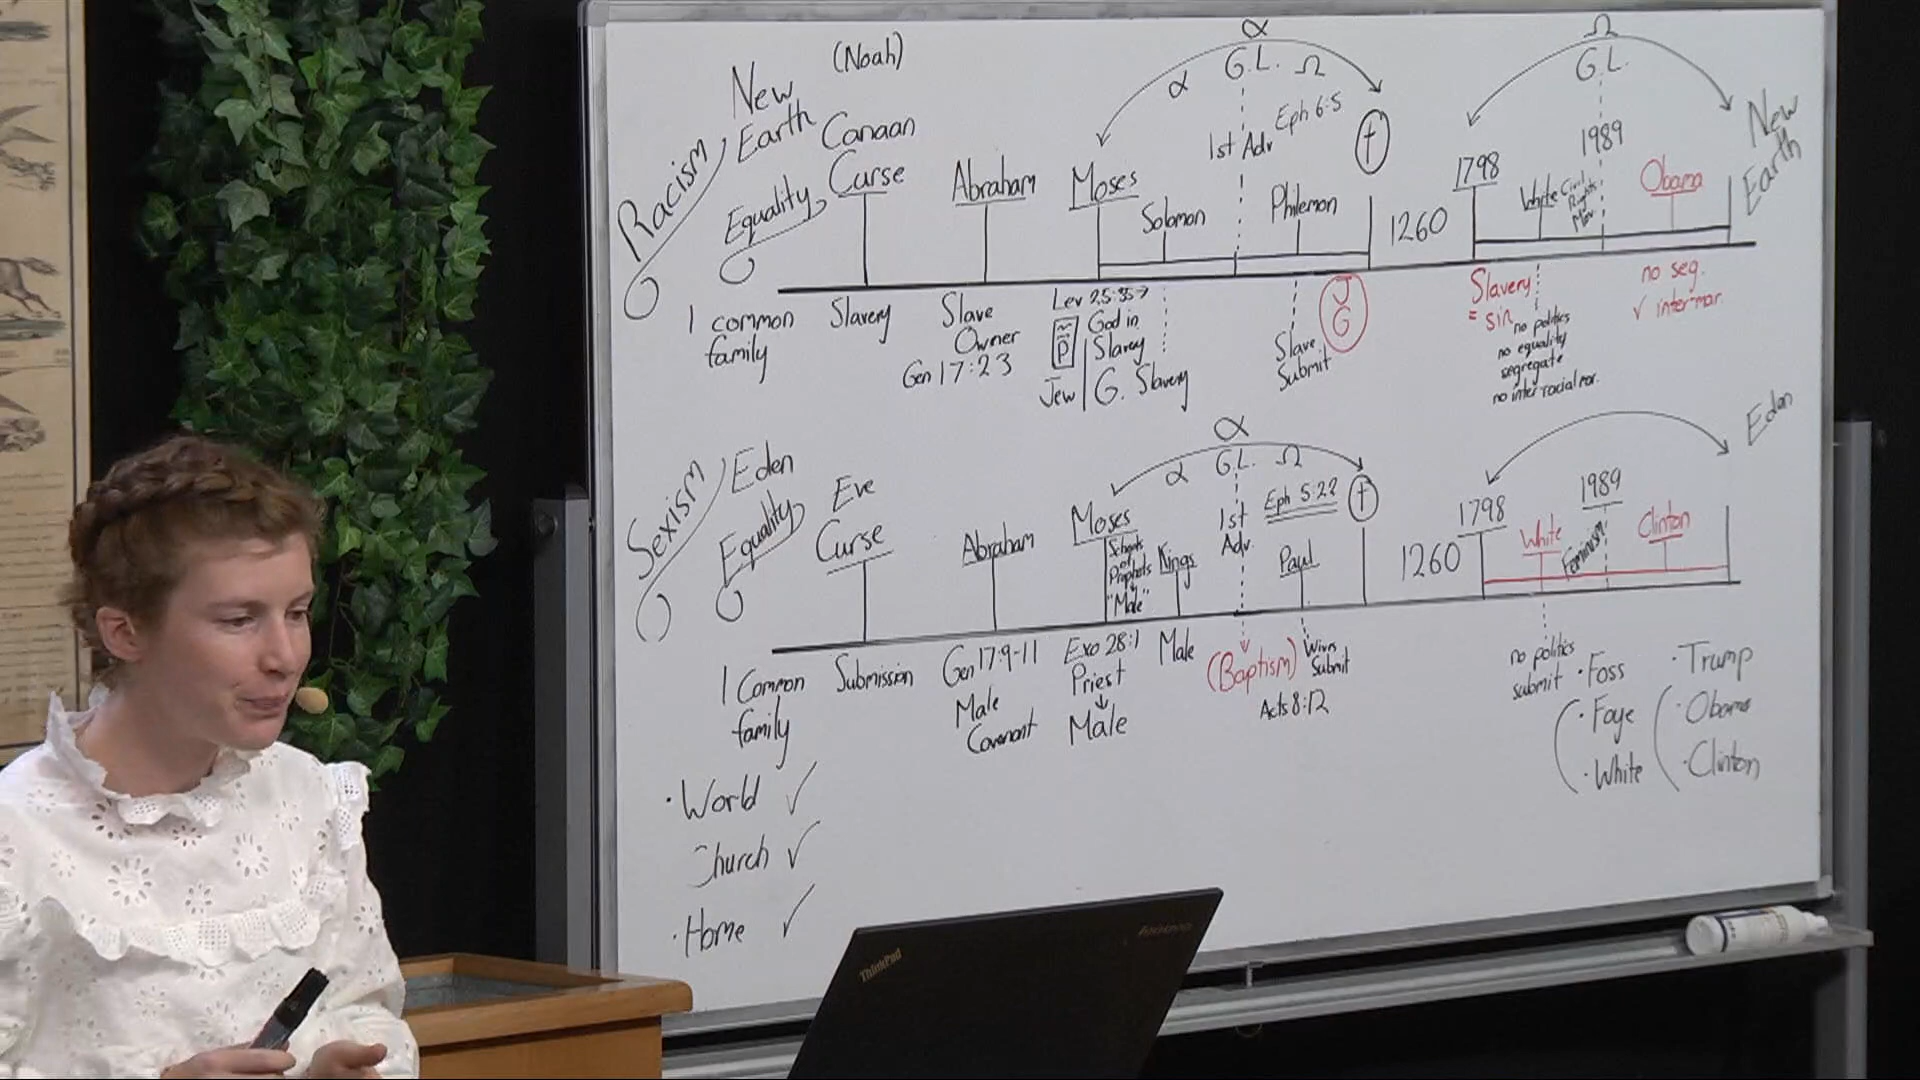 Racism
New
Earth
(Noah)
Equality
Canaan
Curse
Abraham
Moses
Solomon
α
G.L.
α
Ω
1st Adv
Eph 6:5
Philemon
†
1260
1798
White
Civil
Rights
Mov.
Ω
G.L.
1989
Obama
New
Earth
1 common
family
Slavery
Slave
Owner
Gen 17:23
Lev 25:35→
P
Jew
God in
Slavery
G. Slavery
Slave
Submit
J
G
Slavery
= sin
no politics
no equality
segregate
no inter racial mar.
no seg.
✓ inter-mar.
Sexism
Eden
Equality
Eve
Curse
Abraham
Moses
Schools
of
Prophets
"Male"
Kings
α
G.L.
α
Ω
1st
Adv.
Eph 5:22
Paul
†
1260
1798
White
Feminism
1989
Clinton
Eden
1 Common
family
Submission
Gen 17:9-11
Male
Covenant
Exo 28:1
Priest
↓
Male
Male
(Baptism)
Acts 8:12
Wives
Submit
no politics
submit
· Foss
· Faye
· White
· Trump
· Obama
· Clinton
· World ✓
Church ✓
· Home ✓
ThinkPad
lenovo